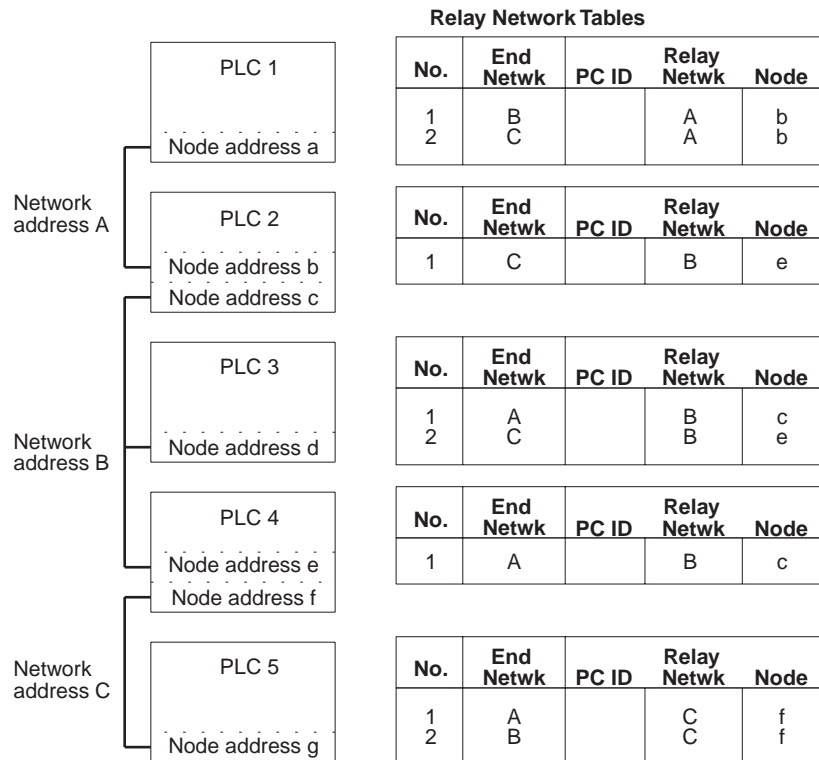 Relay Network Tables
PLC 1
Node address a
No. End Netwk PC ID Relay Netwk Node
1 B A b
2 C A b
Network address A
PLC 2
Node address b
Node address c
No. End Netwk PC ID Relay Netwk Node
1 C B e
PLC 3
Node address d
No. End Netwk PC ID Relay Netwk Node
1 A B c
2 C B e
Network address B
PLC 4
Node address e
Node address f
No. End Netwk PC ID Relay Netwk Node
1 A B c
Network address C
PLC 5
Node address g
No. End Netwk PC ID Relay Netwk Node
1 A C f
2 B C f